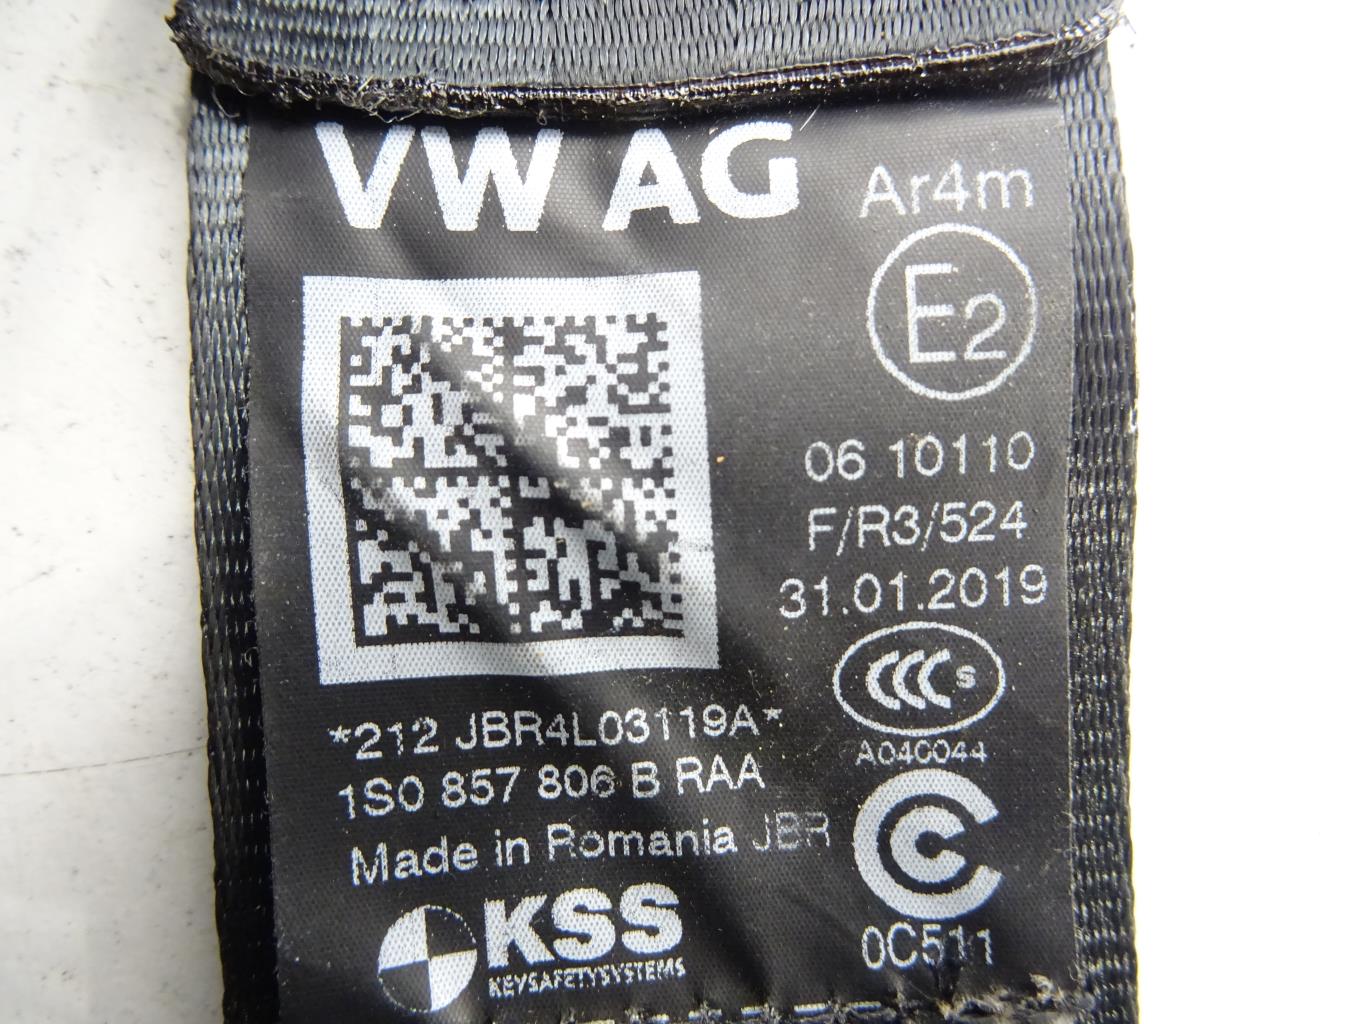 VW AG
Ar4m
E2
06 10110
F/R3/524
31.01.2019
CCC S
A040044
*212 JBR4L03119A*
1S0 857 806 B RAA
Made in Romania JBR
C
0C511
KSS
KEYSAFETYSYSTEMS